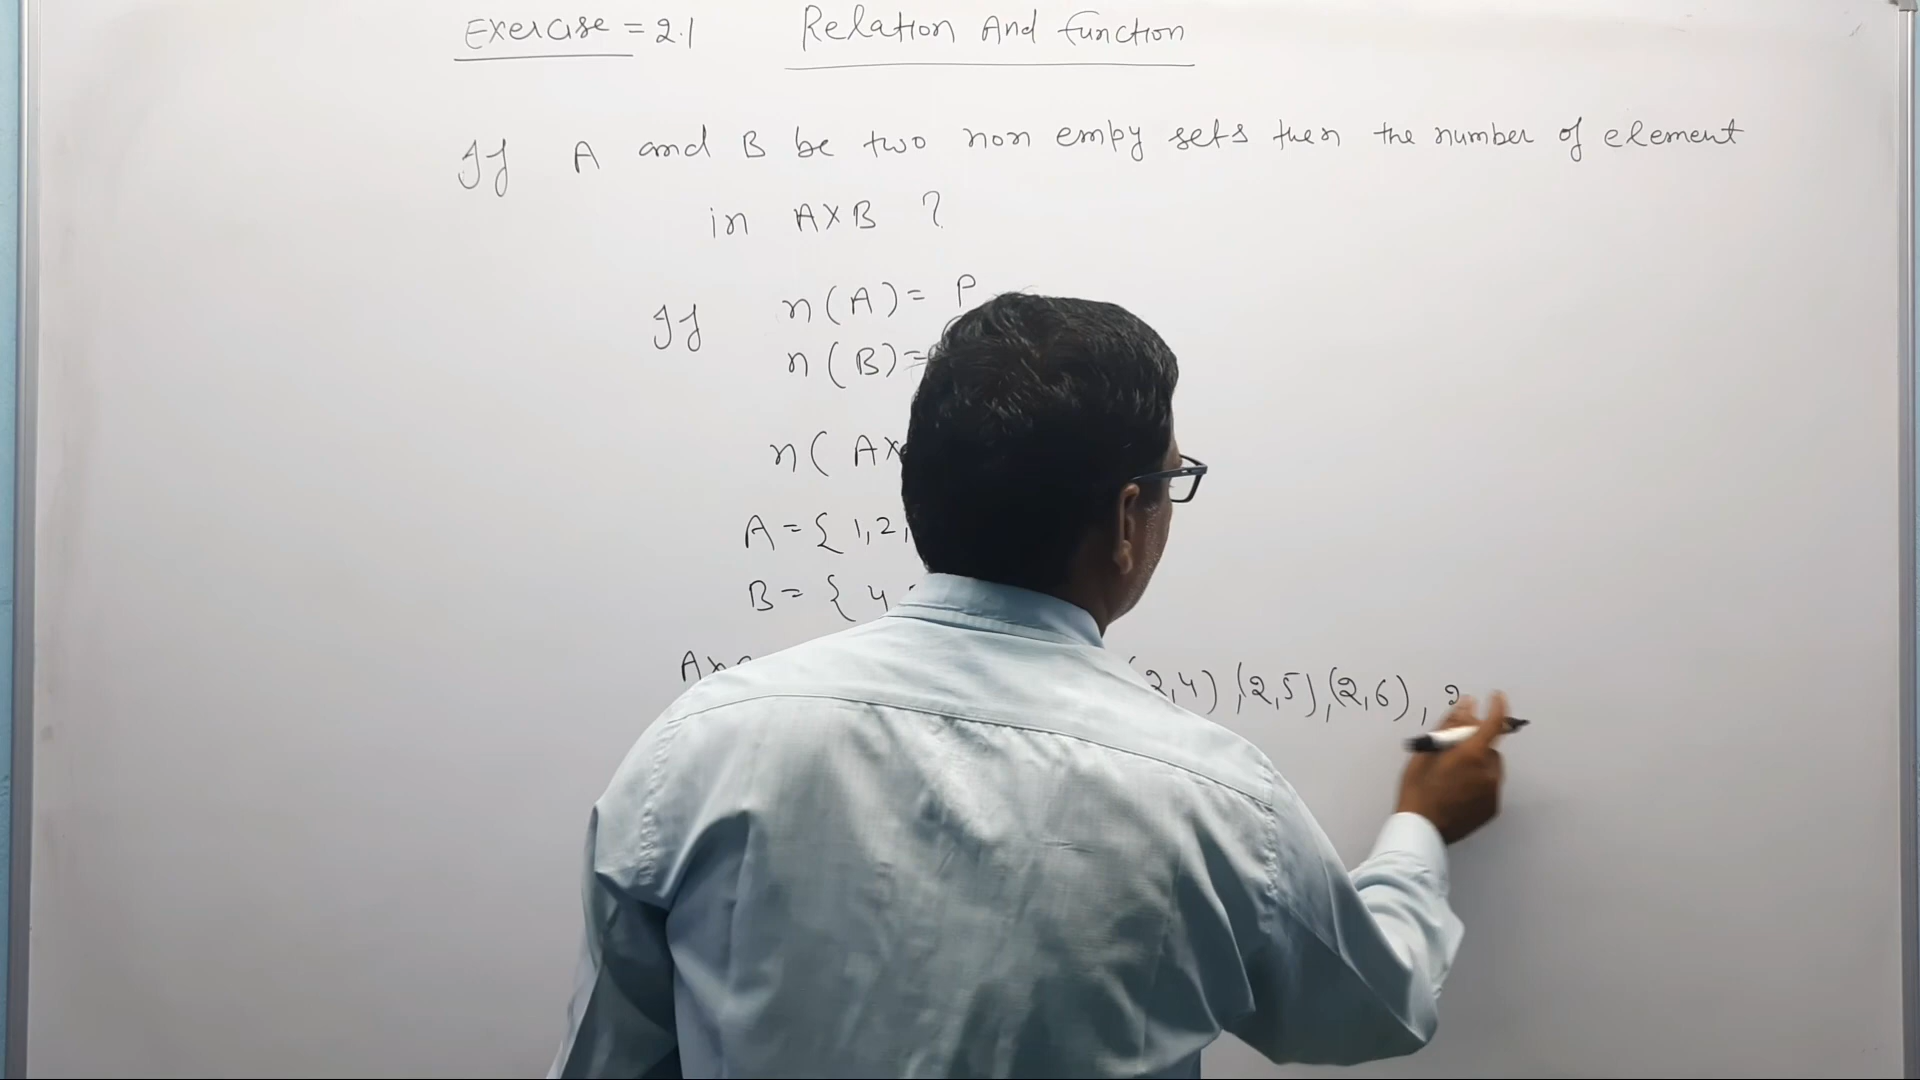 Exercise = 2.1 Relation And function
If A and B be two non empy sets then the number of element
in A×B ?
If n(A) = P
n(B) =
n( A×
A = { 1,2,
B = { 4
A× 2,4) ,(2,5),(2,6), 2